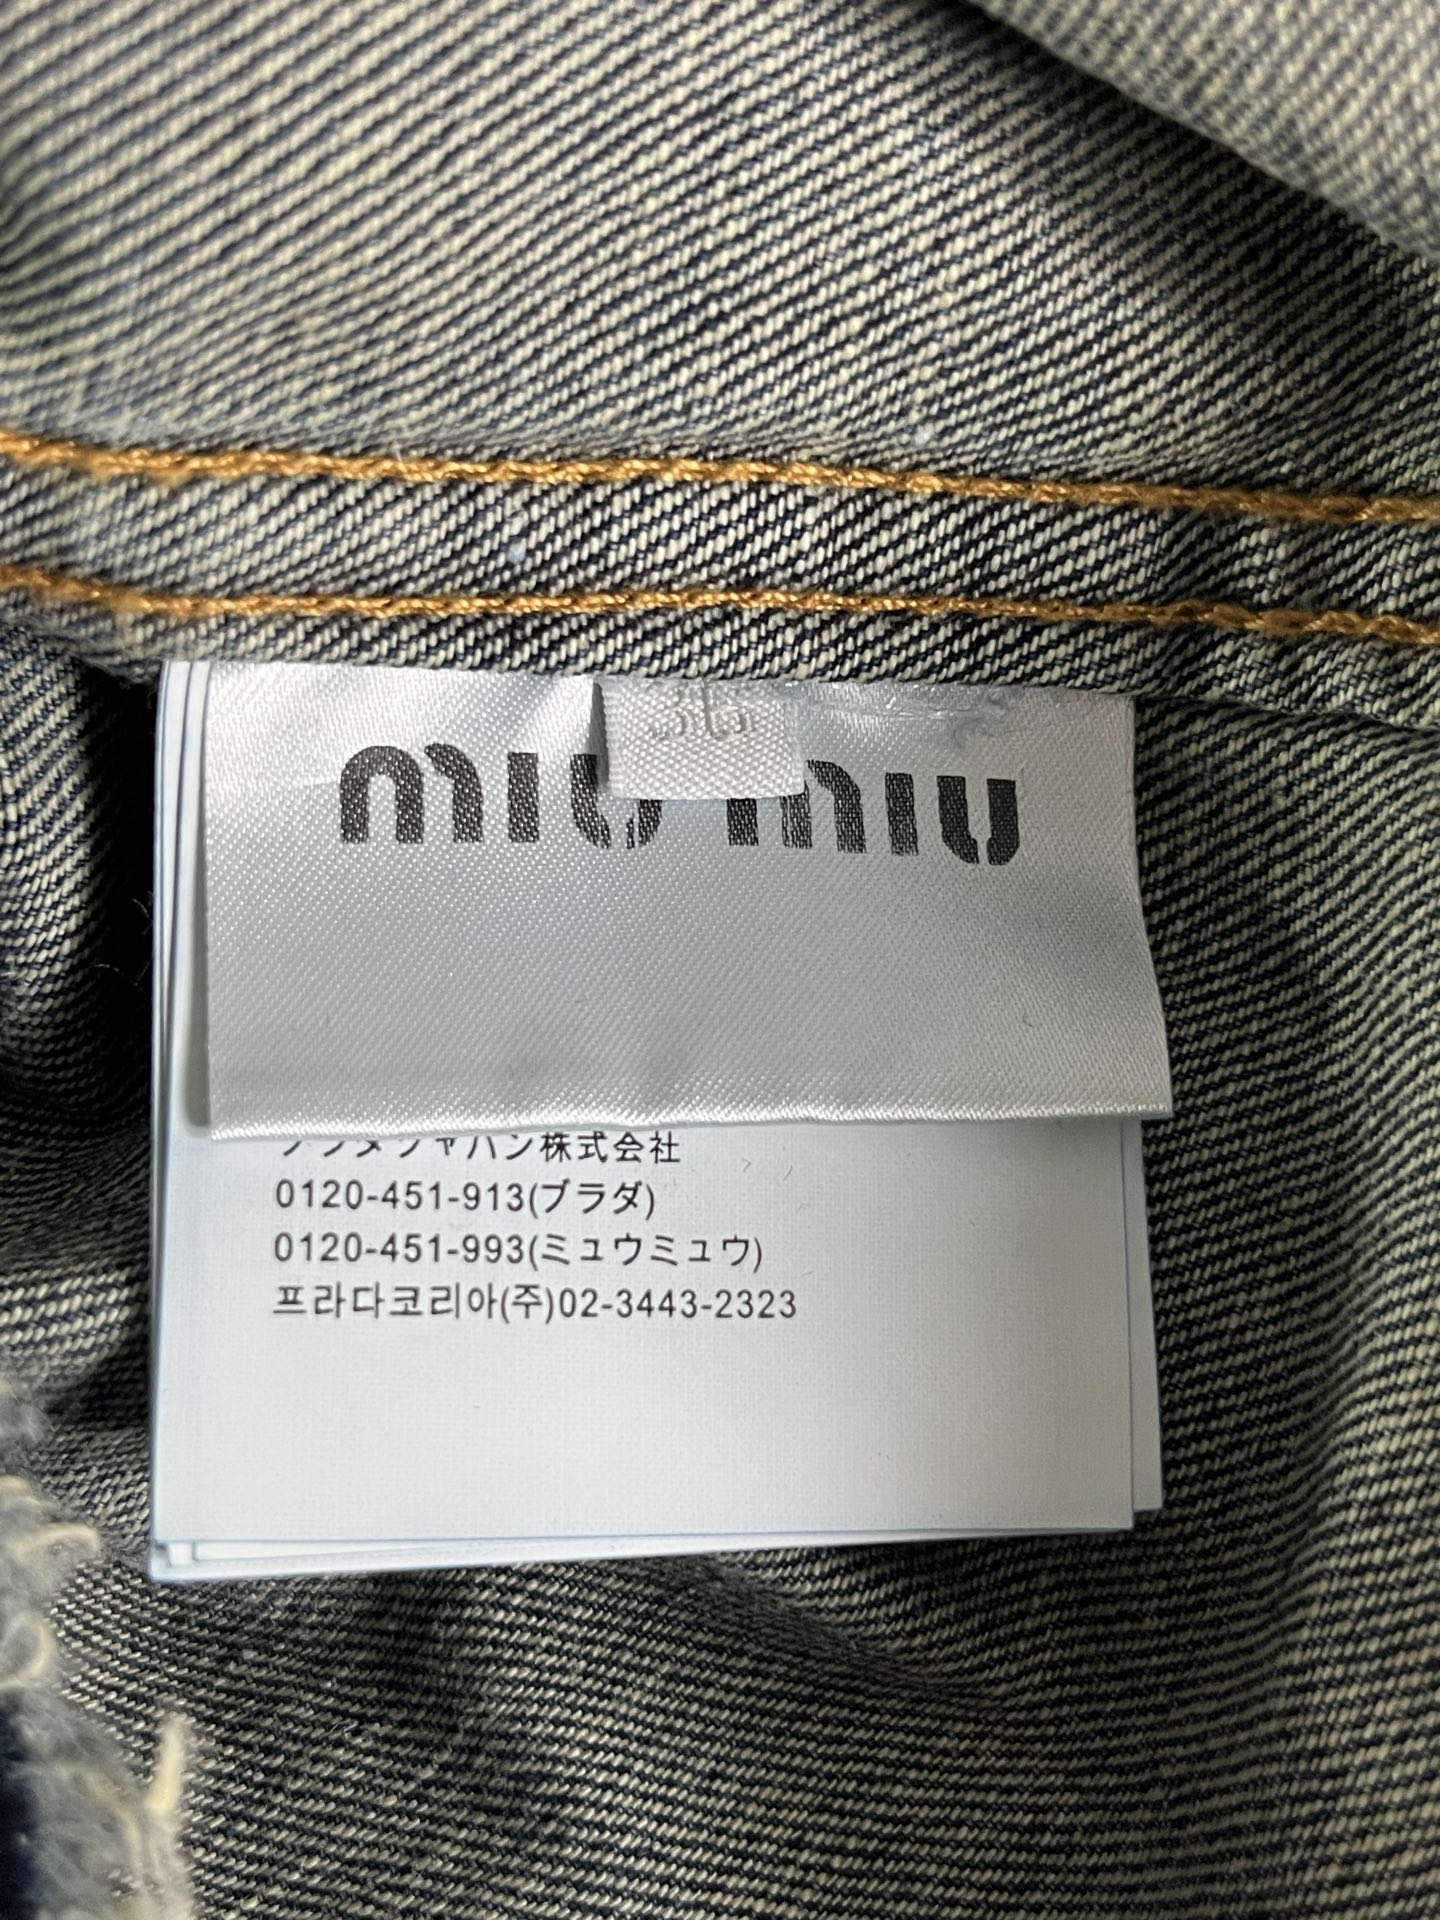 miu miu
プラダジャパン株式会社
0120-451-913(プラダ)
0120-451-993(ミュウミュウ)
프라다코리아(주)02-3443-2323